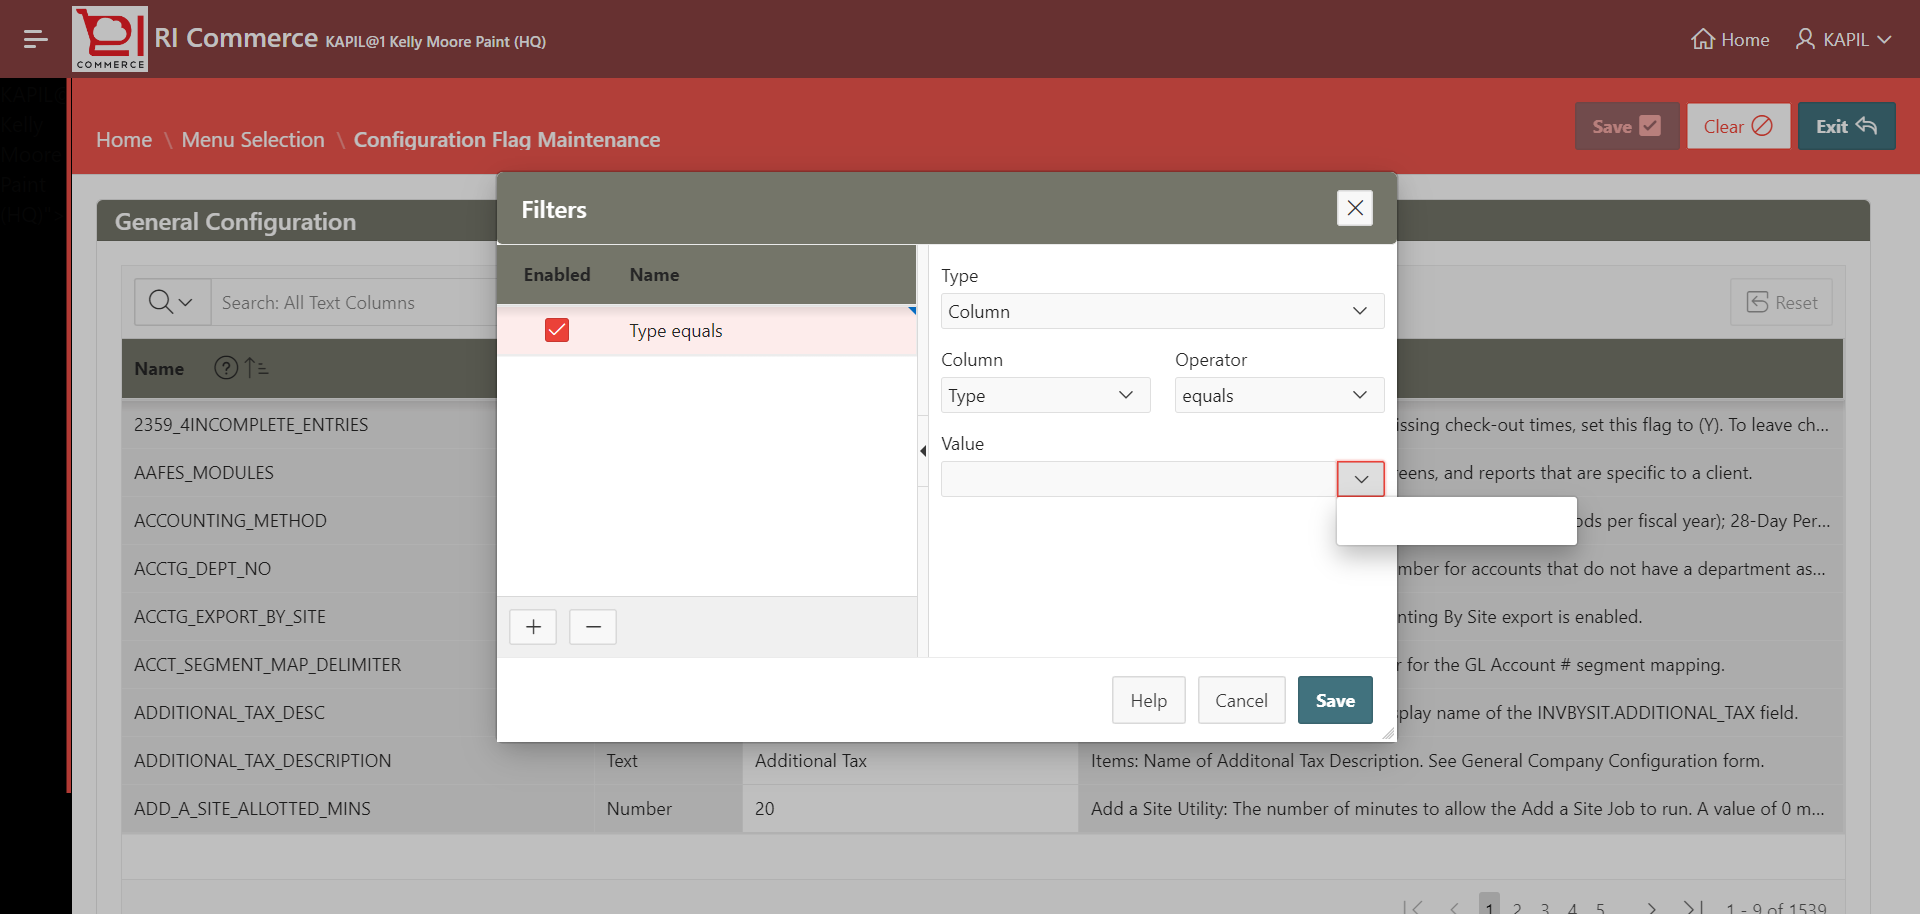 COMMERCE
RI Commerce KAPIL@1 Kelly Moore Paint (HQ)
Home
KAPIL
Home \ Menu Selection \ Configuration Flag Maintenance
Save
Clear
Exit
General Configuration
Search: All Text Columns
Reset
Name
2359_4INCOMPLETE_ENTRIES
issing check-out times, set this flag to (Y). To leave ch...
AAFES_MODULES
eens, and reports that are specific to a client.
ACCOUNTING_METHOD
ods per fiscal year); 28-Day Per...
ACCTG_DEPT_NO
mber for accounts that do not have a department as...
ACCTG_EXPORT_BY_SITE
nting By Site export is enabled.
ACCT_SEGMENT_MAP_DELIMITER
r for the GL Account # segment mapping.
ADDITIONAL_TAX_DESC
play name of the INVBYSIT.ADDITIONAL_TAX field.
ADDITIONAL_TAX_DESCRIPTION Text Additional Tax Items: Name of Additonal Tax Description. See General Company Configuration form.
ADD_A_SITE_ALLOTTED_MINS Number 20 Add a Site Utility: The number of minutes to allow the Add a Site Job to run. A value of 0 m...
1 2 3 4 5 1 - 9 of 1539
Filters
Enabled Name
Type equals
Type
Column
Column Operator
Type equals
Value
Help Cancel Save